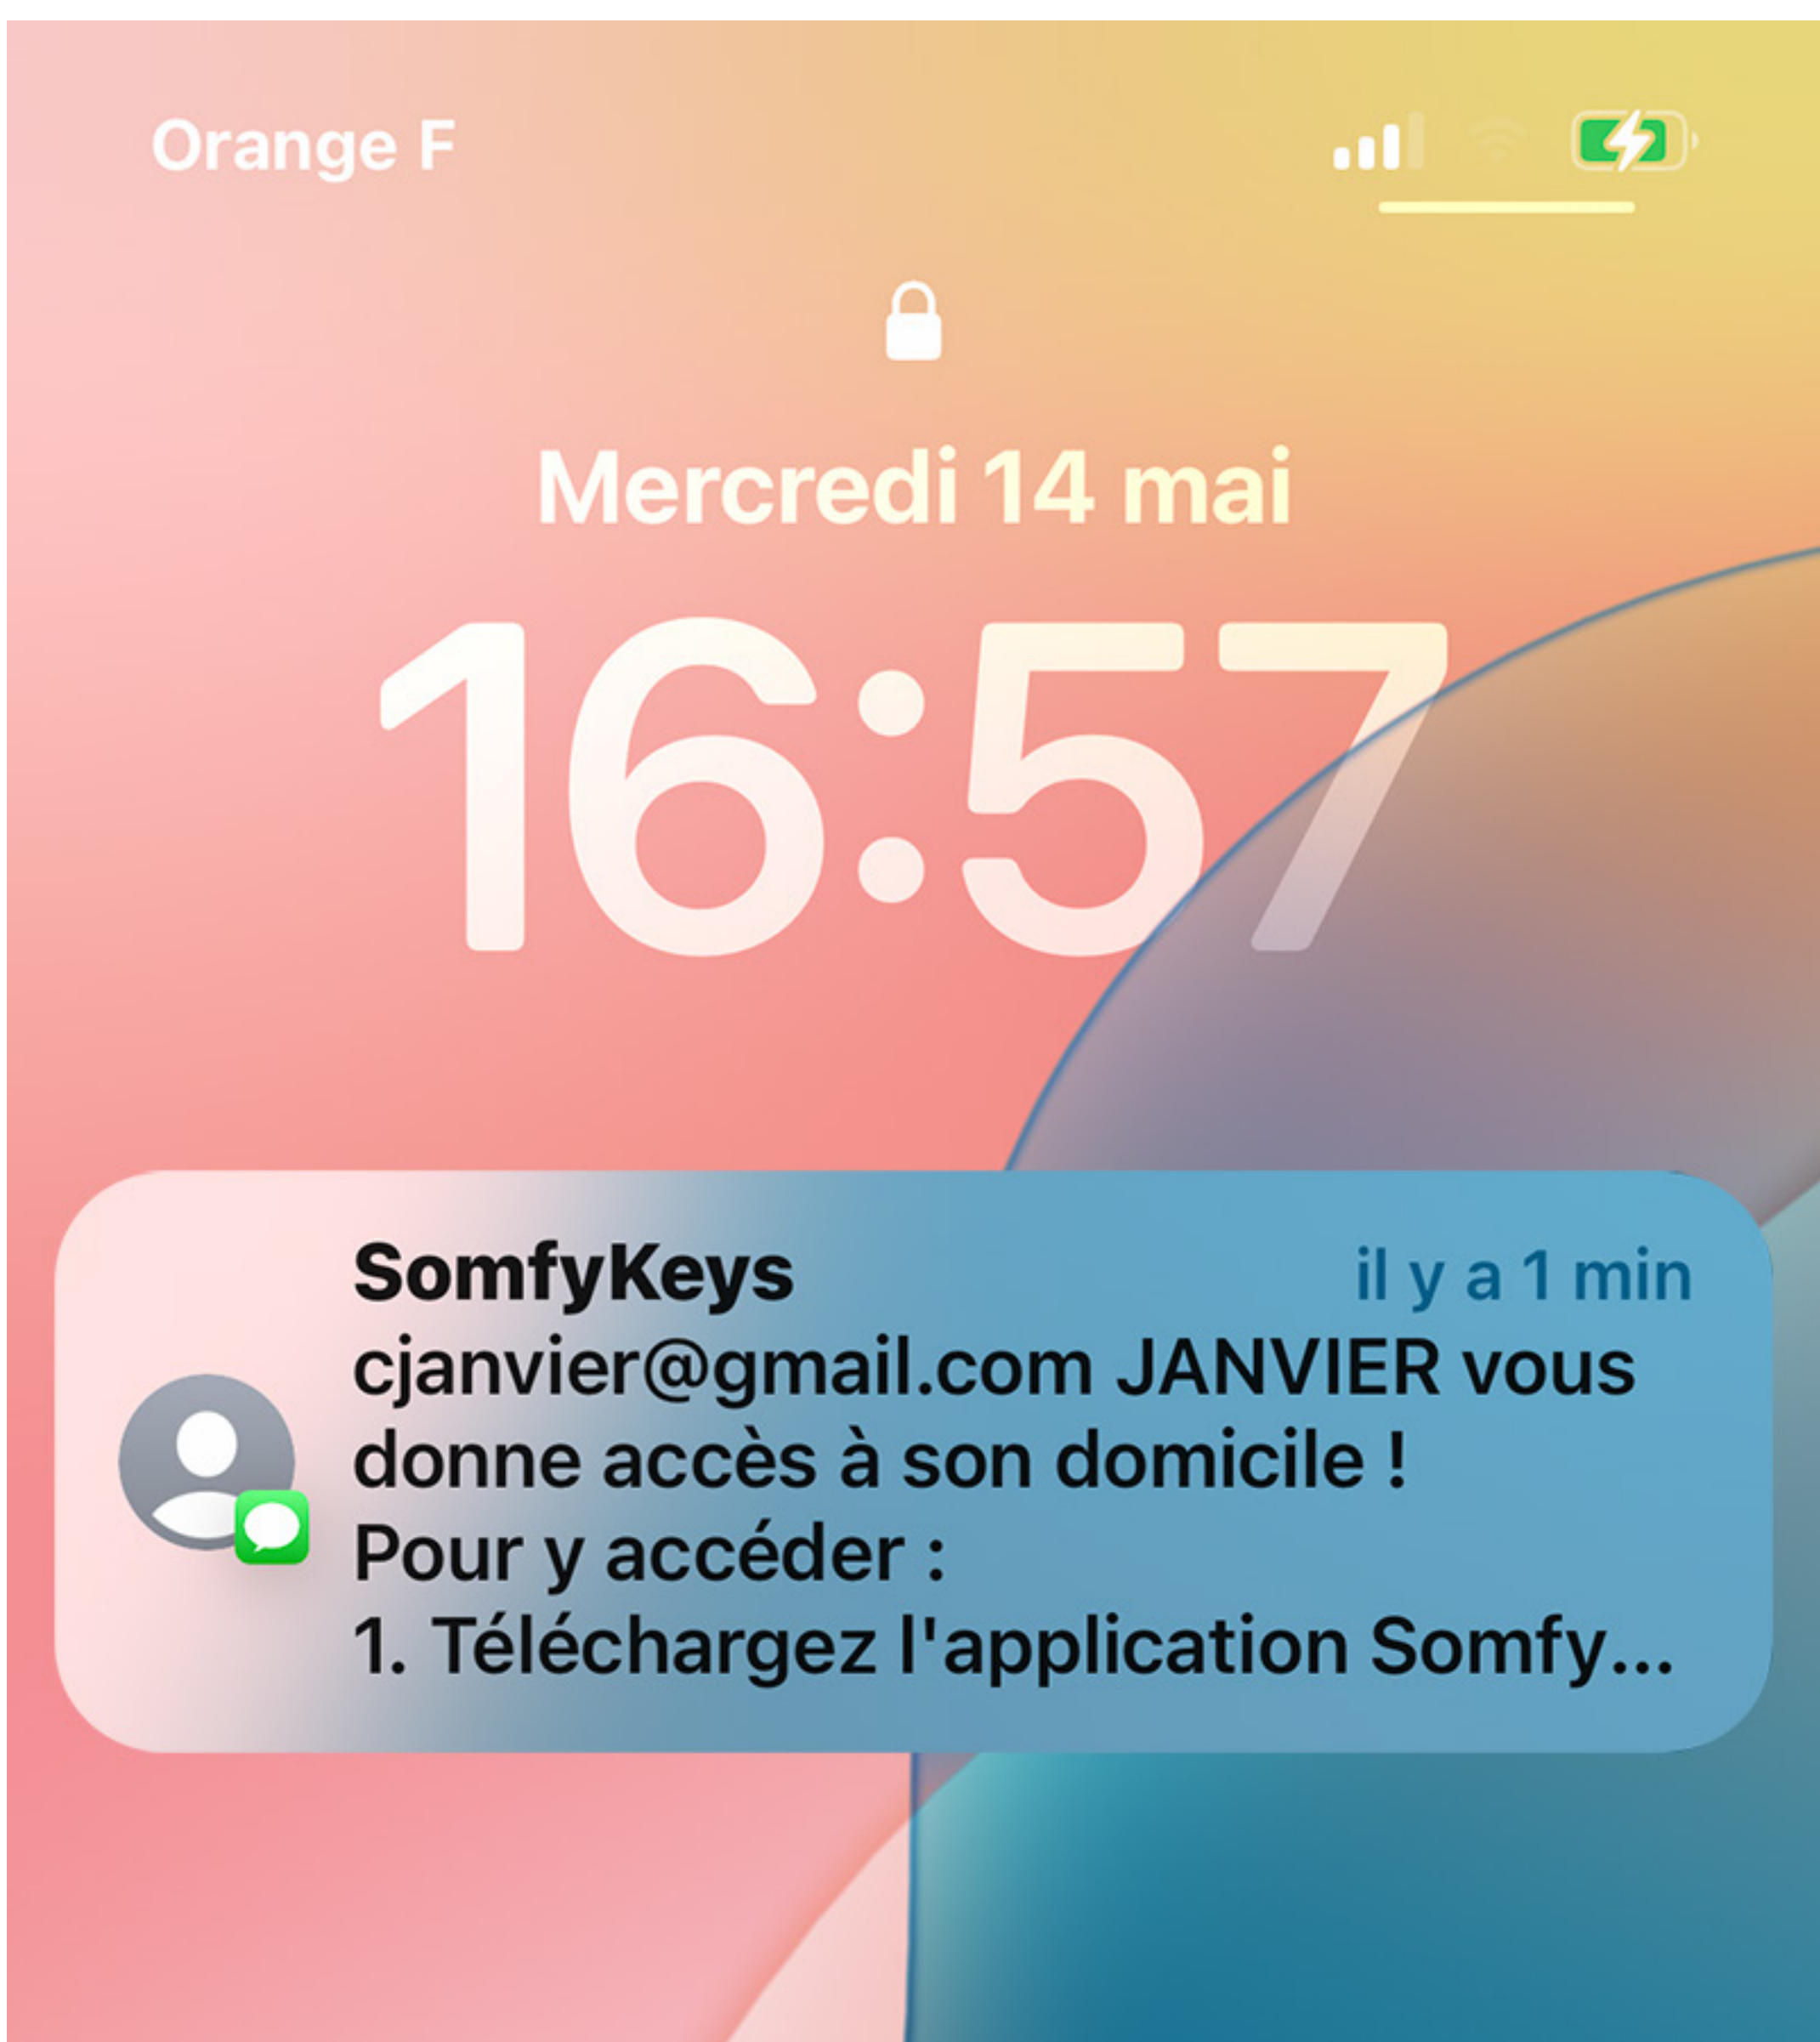 Orange F
Mercredi 14 mai
16:57
SomfyKeys il y a 1 min
cjanvier@gmail.com JANVIER vous
donne accès à son domicile !
Pour y accéder :
1. Téléchargez l'application Somfy...